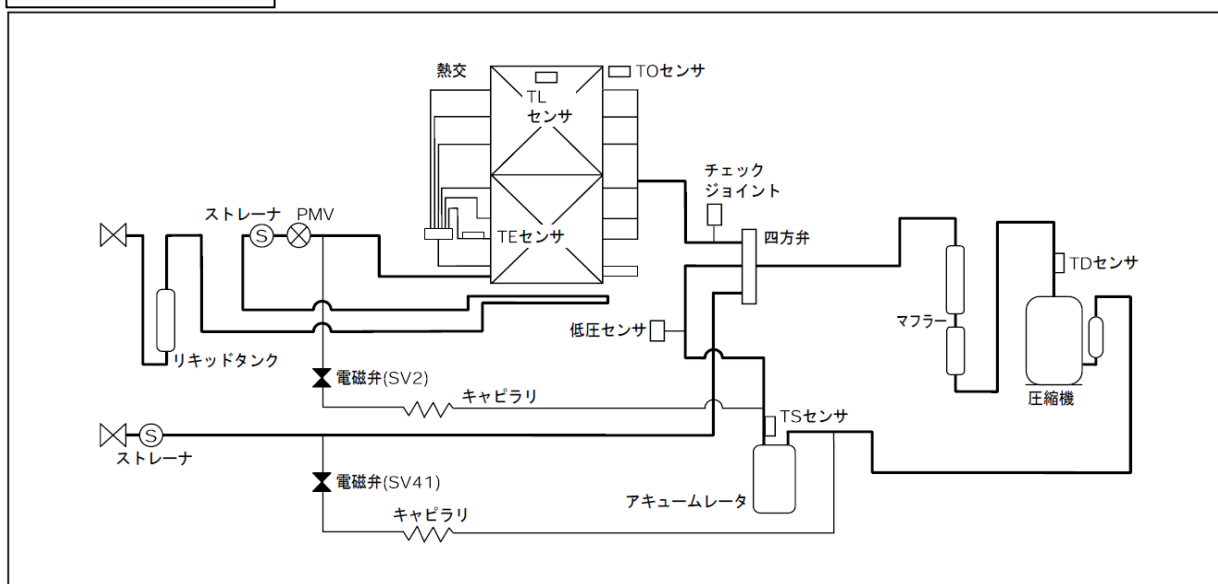 熱交
TOセンサ
TL
センサ
チェック
ジョイント
ストレーナ
PMV
S
TEセンサ
四方弁
TDセンサ
マフラー
低圧センサ
リキッドタンク
電磁弁(SV2)
キャピラリ
圧縮機
TSセンサ
S
ストレーナ
電磁弁(SV41)
アキュームレータ
キャピラリ